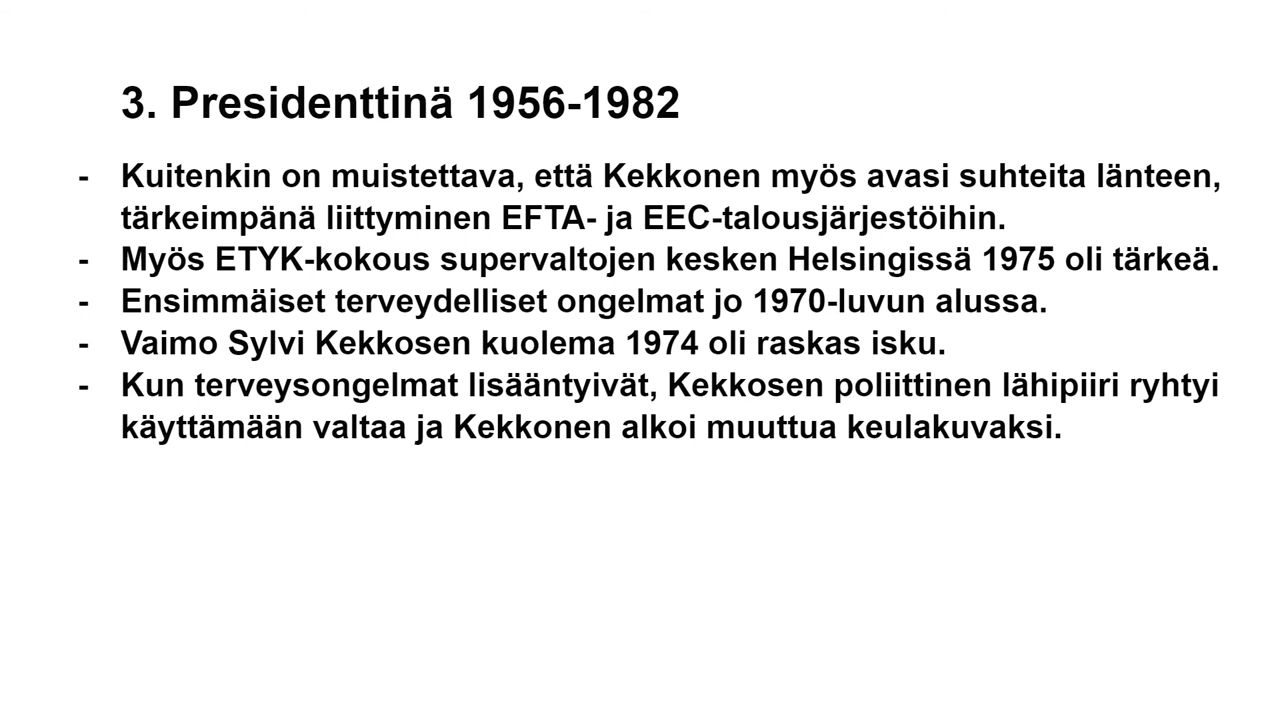 3. Presidenttinä 1956-1982
- Kuitenkin on muistettava, että Kekkonen myös avasi suhteita länteen,
tärkeimpänä liittyminen EFTA- ja EEC-talousjärjestöihin.
- Myös ETYK-kokous supervaltojen kesken Helsingissä 1975 oli tärkeä.
- Ensimmäiset terveydelliset ongelmat jo 1970-luvun alussa.
- Vaimo Sylvi Kekkosen kuolema 1974 oli raskas isku.
- Kun terveysongelmat lisääntyivät, Kekkosen poliittinen lähipiiri ryhtyi
käyttämään valtaa ja Kekkonen alkoi muuttua keulakuvaksi.